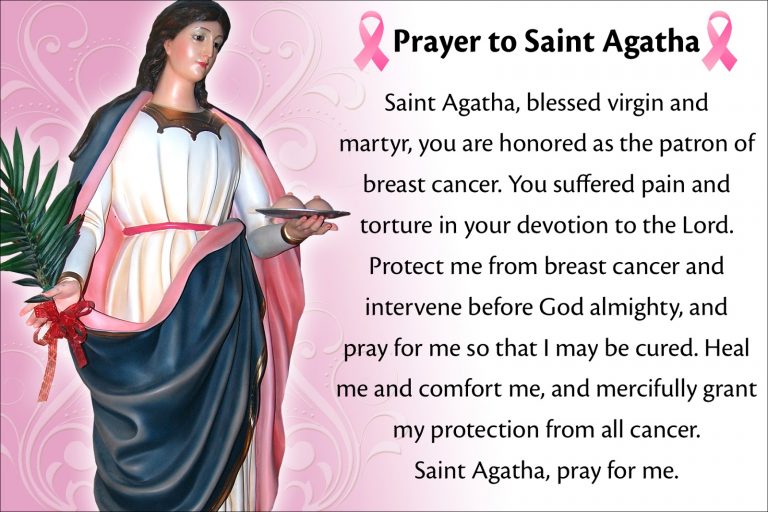 Prayer to Saint Agatha
Saint Agatha, blessed virgin and
martyr, you are honored as the patron of
breast cancer. You suffered pain and
torture in your devotion to the Lord.
Protect me from breast cancer and
intervene before God almighty, and
pray for me so that I may be cured. Heal
me and comfort me, and mercifully grant
my protection from all cancer.
Saint Agatha, pray for me.